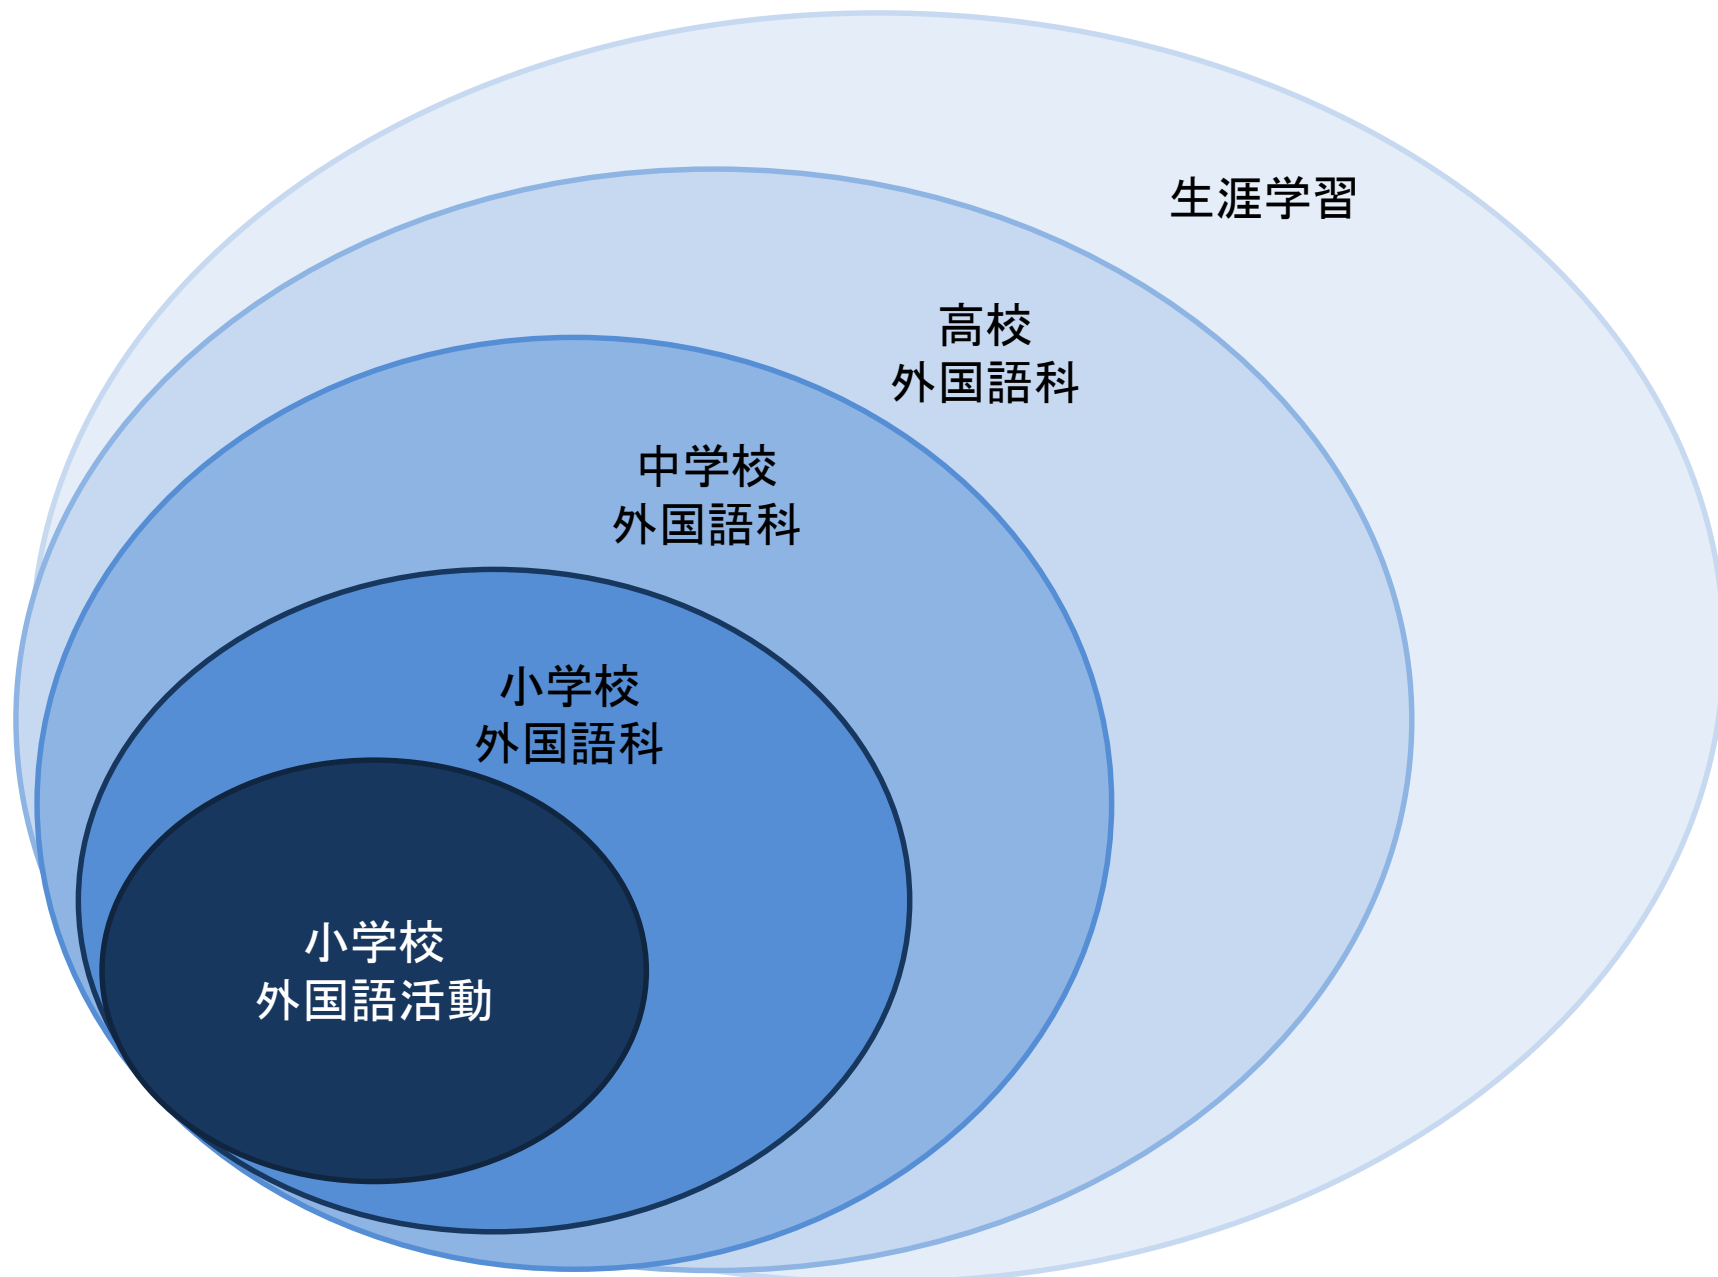 生涯学習
高校
外国語科
中学校
外国語科
小学校
外国語科
小学校
外国語活動